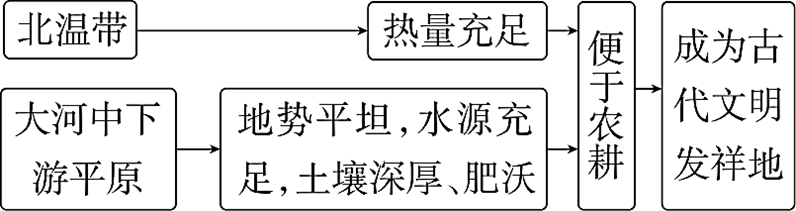 北温带
热量充足
大河中下
游平原
地势平坦,水源充
足,土壤深厚、肥沃
便于农耕
成为古
代文明
发祥地